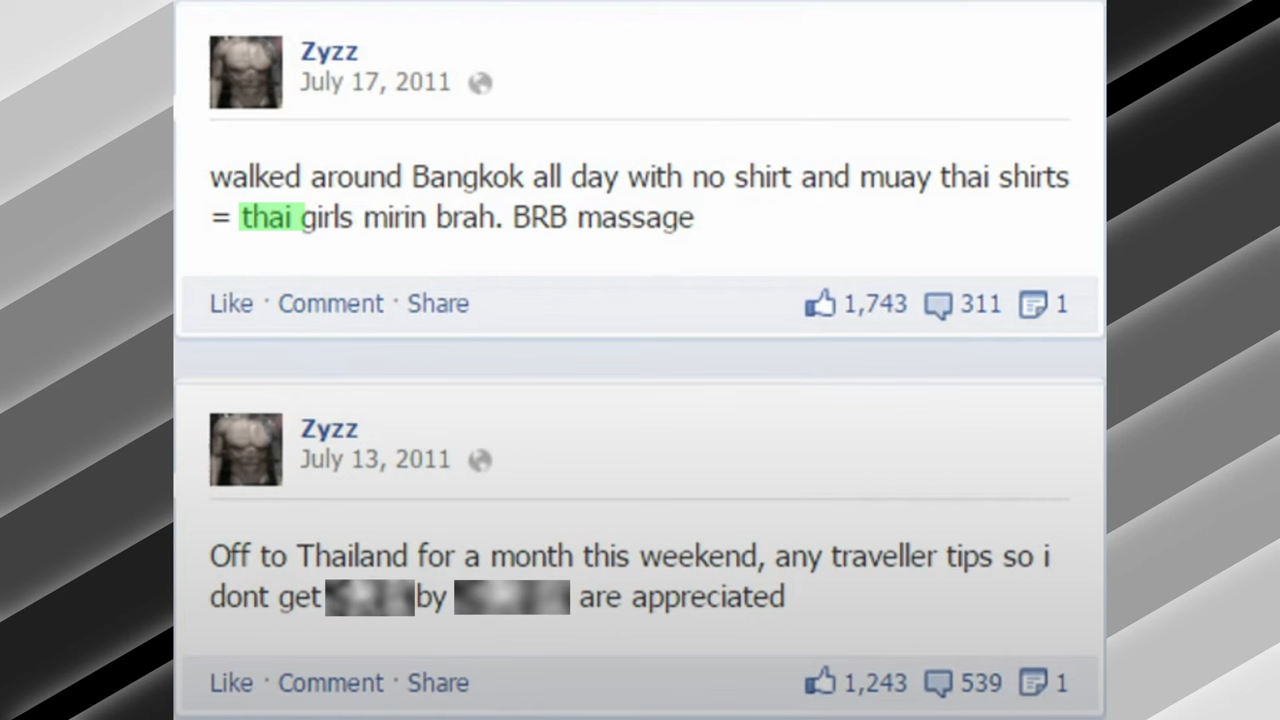 Zyzz
July 17, 2011
walked around Bangkok all day with no shirt and muay thai shirts
= thai girls mirin brah. BRB massage
Like · Comment · Share 1,743 311 1
Zyzz
July 13, 2011
Off to Thailand for a month this weekend, any traveller tips so i
dont get by are appreciated
Like · Comment · Share 1,243 539 1